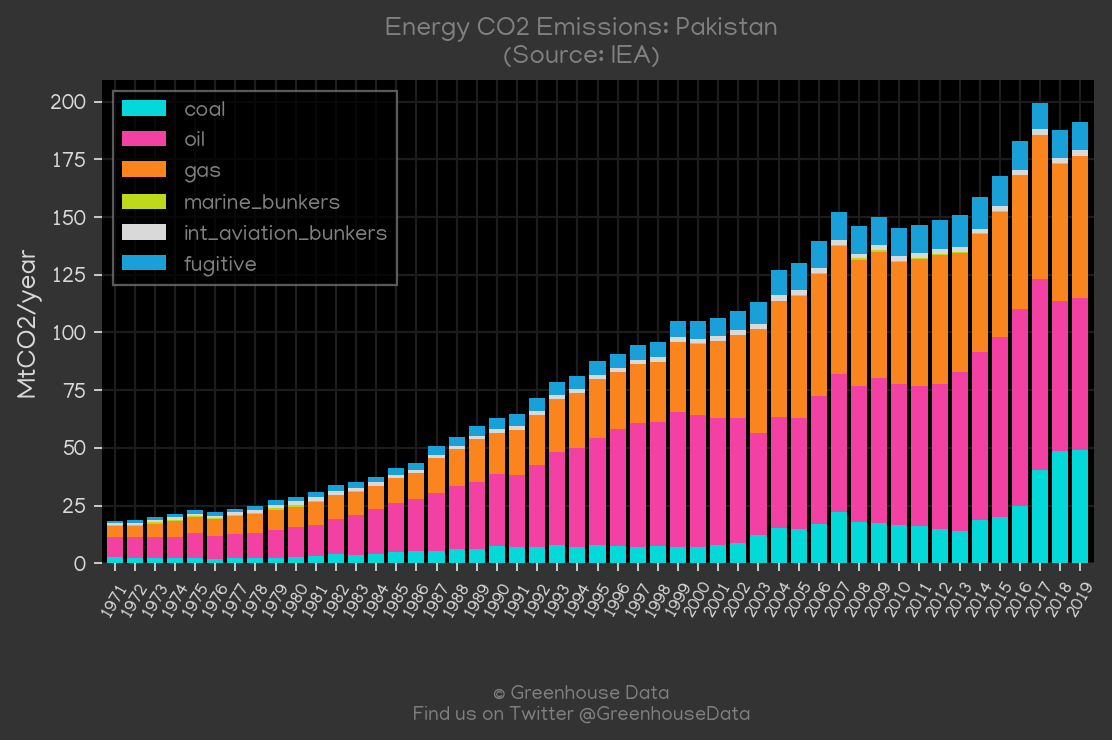 Energy CO2 Emissions: Pakistan
(Source: IEA)
MtCO2/year
200
175
150
125
100
75
50
25
0
coal
oil
gas
marine_bunkers
int_aviation_bunkers
fugitive
1971 1972 1973 1974 1975 1976 1977 1978 1979 1980 1981 1982 1983 1984 1985 1986 1987 1988 1989 1990 1991 1992 1993 1994 1995 1996 1997 1998 1999 2000 2001 2002 2003 2004 2005 2006 2007 2008 2009 2010 2011 2012 2013 2014 2015 2016 2017 2018 2019
© Greenhouse Data
Find us on Twitter @GreenhouseData